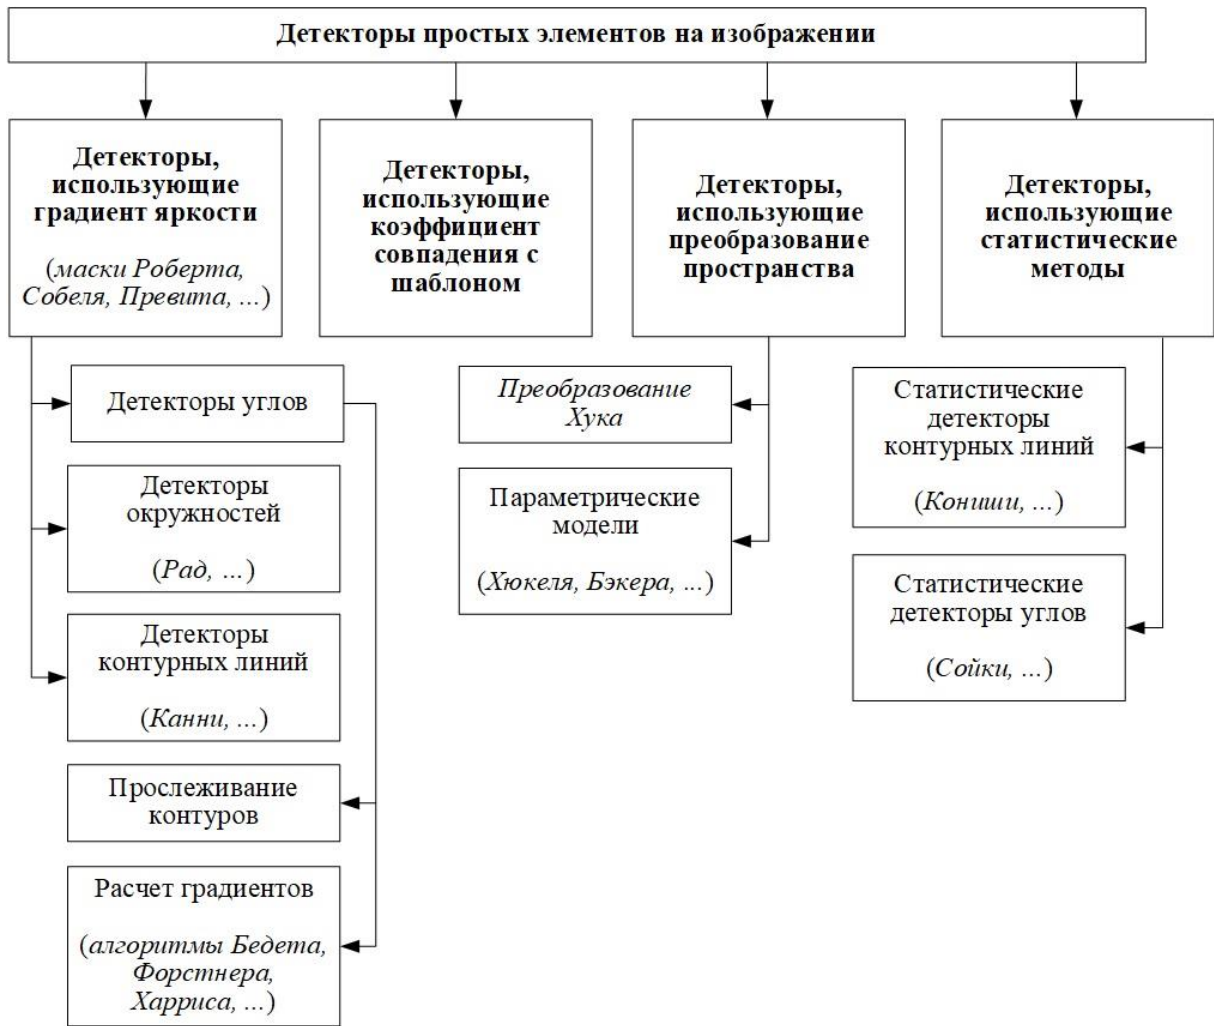 Детекторы простых элементов на изображении
Детекторы,
использующие
градиент яркости
(маски Роберта,
Собеля, Превита, ...)
Детекторы,
использующие
коэффициент
совпадения с
шаблоном
Детекторы,
использующие
преобразование
пространства
Детекторы,
использующие
статистические
методы
Детекторы углов
Детекторы
окружностей
(Рад, ...)
Детекторы
контурных линий
(Канни, ...)
Прослеживание
контуров
Расчет градиентов
(алгоритмы Бедета,
Форстнера,
Харриса, ...)
Преобразование
Хука
Параметрические
модели
(Хюкеля, Бэкера, ...)
Статистические
детекторы
контурных линий
(Кониши, ...)
Статистические
детекторы углов
(Сойки, ...)